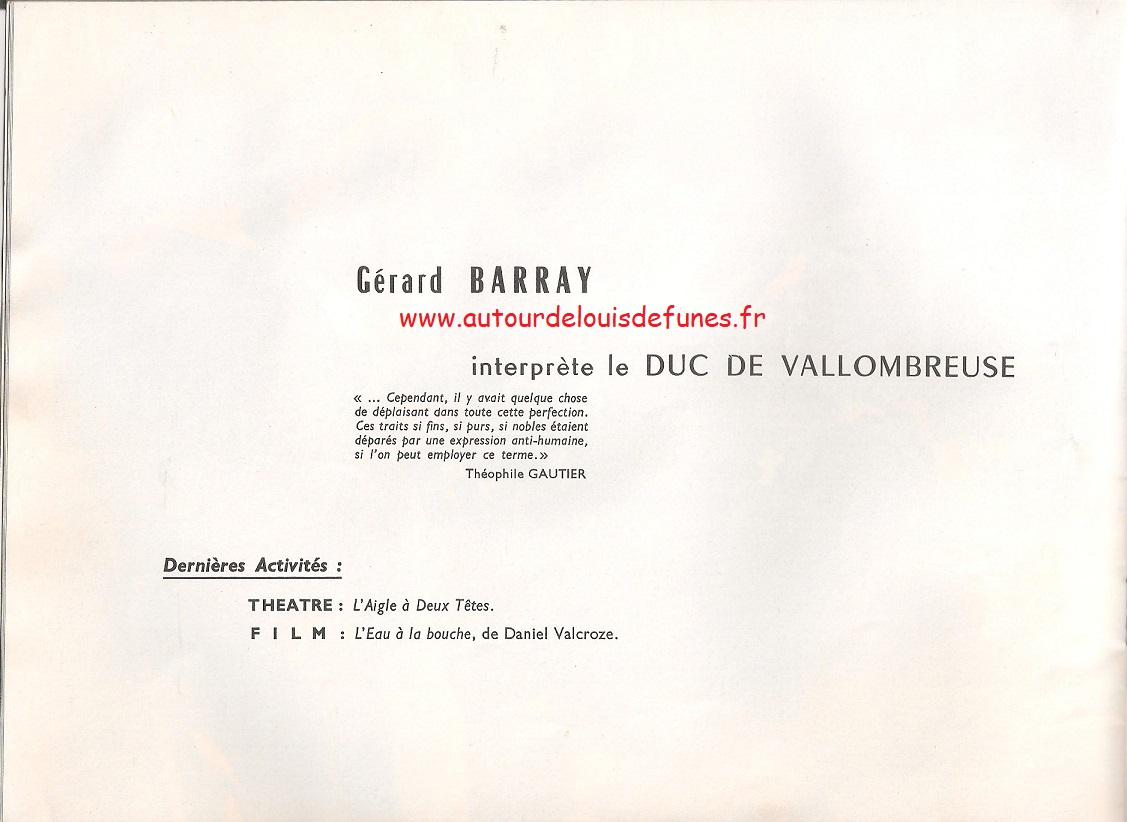 Gérard BARRAY
www.autourdelouisdefunes.fr
interprète le DUC DE VALLOMBREUSE
« ... Cependant, il y avait quelque chose
de déplaisant dans toute cette perfection.
Ces traits si fins, si purs, si nobles étaient
déparés par une expression anti-humaine,
si l'on peut employer ce terme.»
Théophile GAUTIER
Dernières Activités :
THEATRE : L'Aigle à Deux Têtes.
FILM : L'Eau à la bouche, de Daniel Valcroze.